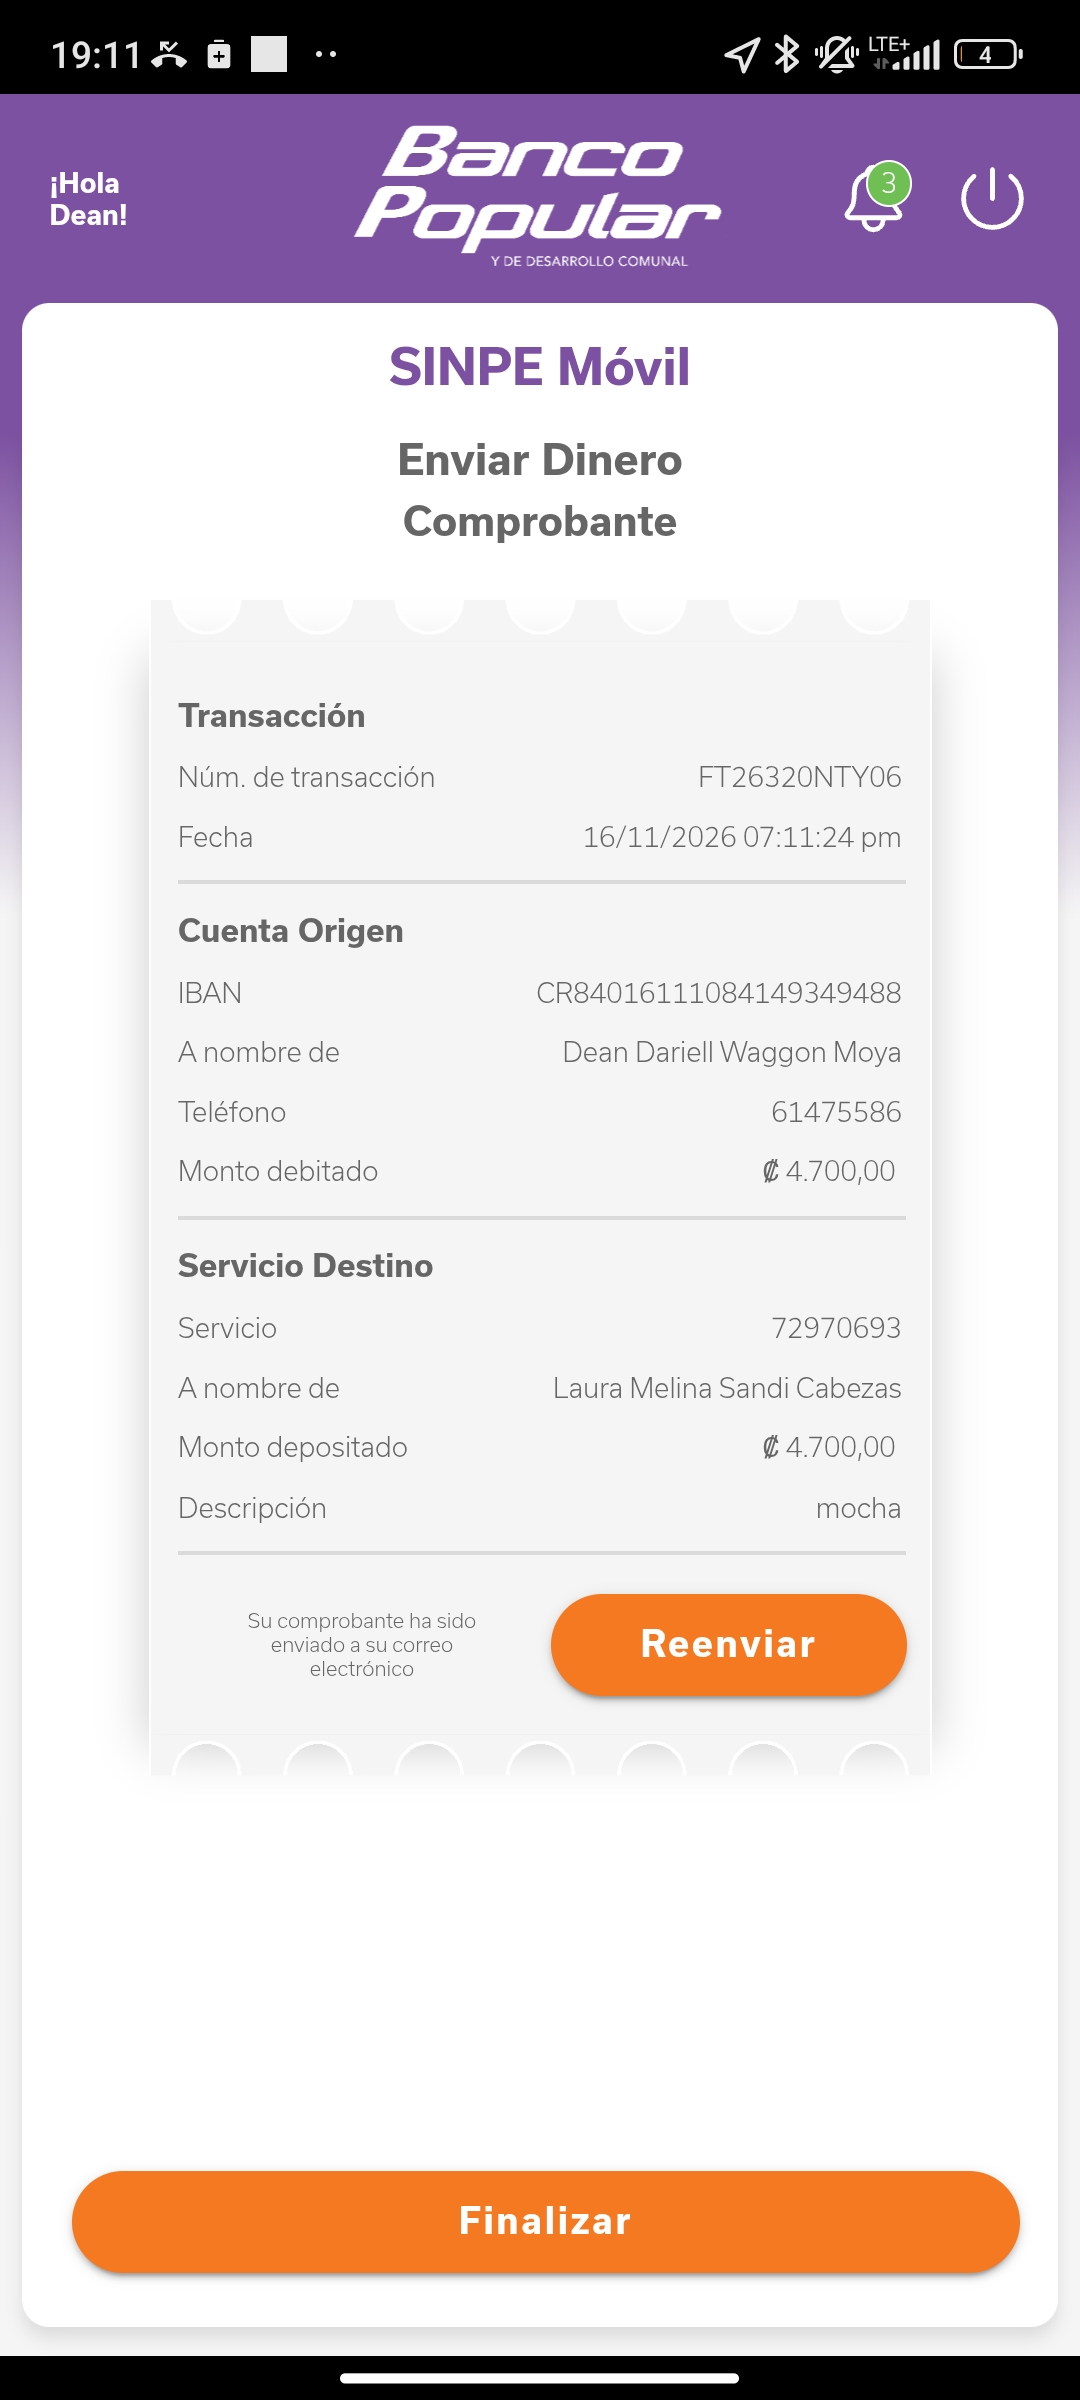 19:11
LTE+
4
¡Hola
Dean!
Banco
Popular
Y DE DESARROLLO COMUNAL
3
SINPE Móvil
Enviar Dinero
Comprobante
Transacción
Núm. de transacción FT26320NTY06
Fecha 16/11/2026 07:11:24 pm
Cuenta Origen
IBAN CR84016111084149349488
A nombre de Dean Dariell Waggon Moya
Teléfono 61475586
Monto debitado ₡ 4.700,00
Servicio Destino
Servicio 72970693
A nombre de Laura Melina Sandi Cabezas
Monto depositado ₡ 4.700,00
Descripción mocha
Su comprobante ha sido
enviado a su correo
electrónico
Reenviar
Finalizar